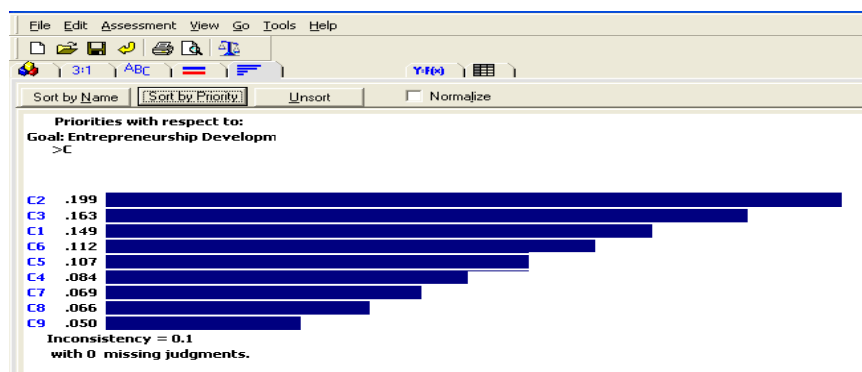 File Edit Assessment View Go Tools Help
3:1 ABC Y=F(x)
Sort by Name Sort by Priority Unsort Normalize
Priorities with respect to:
Goal: Entrepreneurship Developm
>C
C2 .199
C3 .163
C1 .149
C6 .112
C5 .107
C4 .084
C7 .069
C8 .066
C9 .050
Inconsistency = 0.1
with 0 missing judgments.